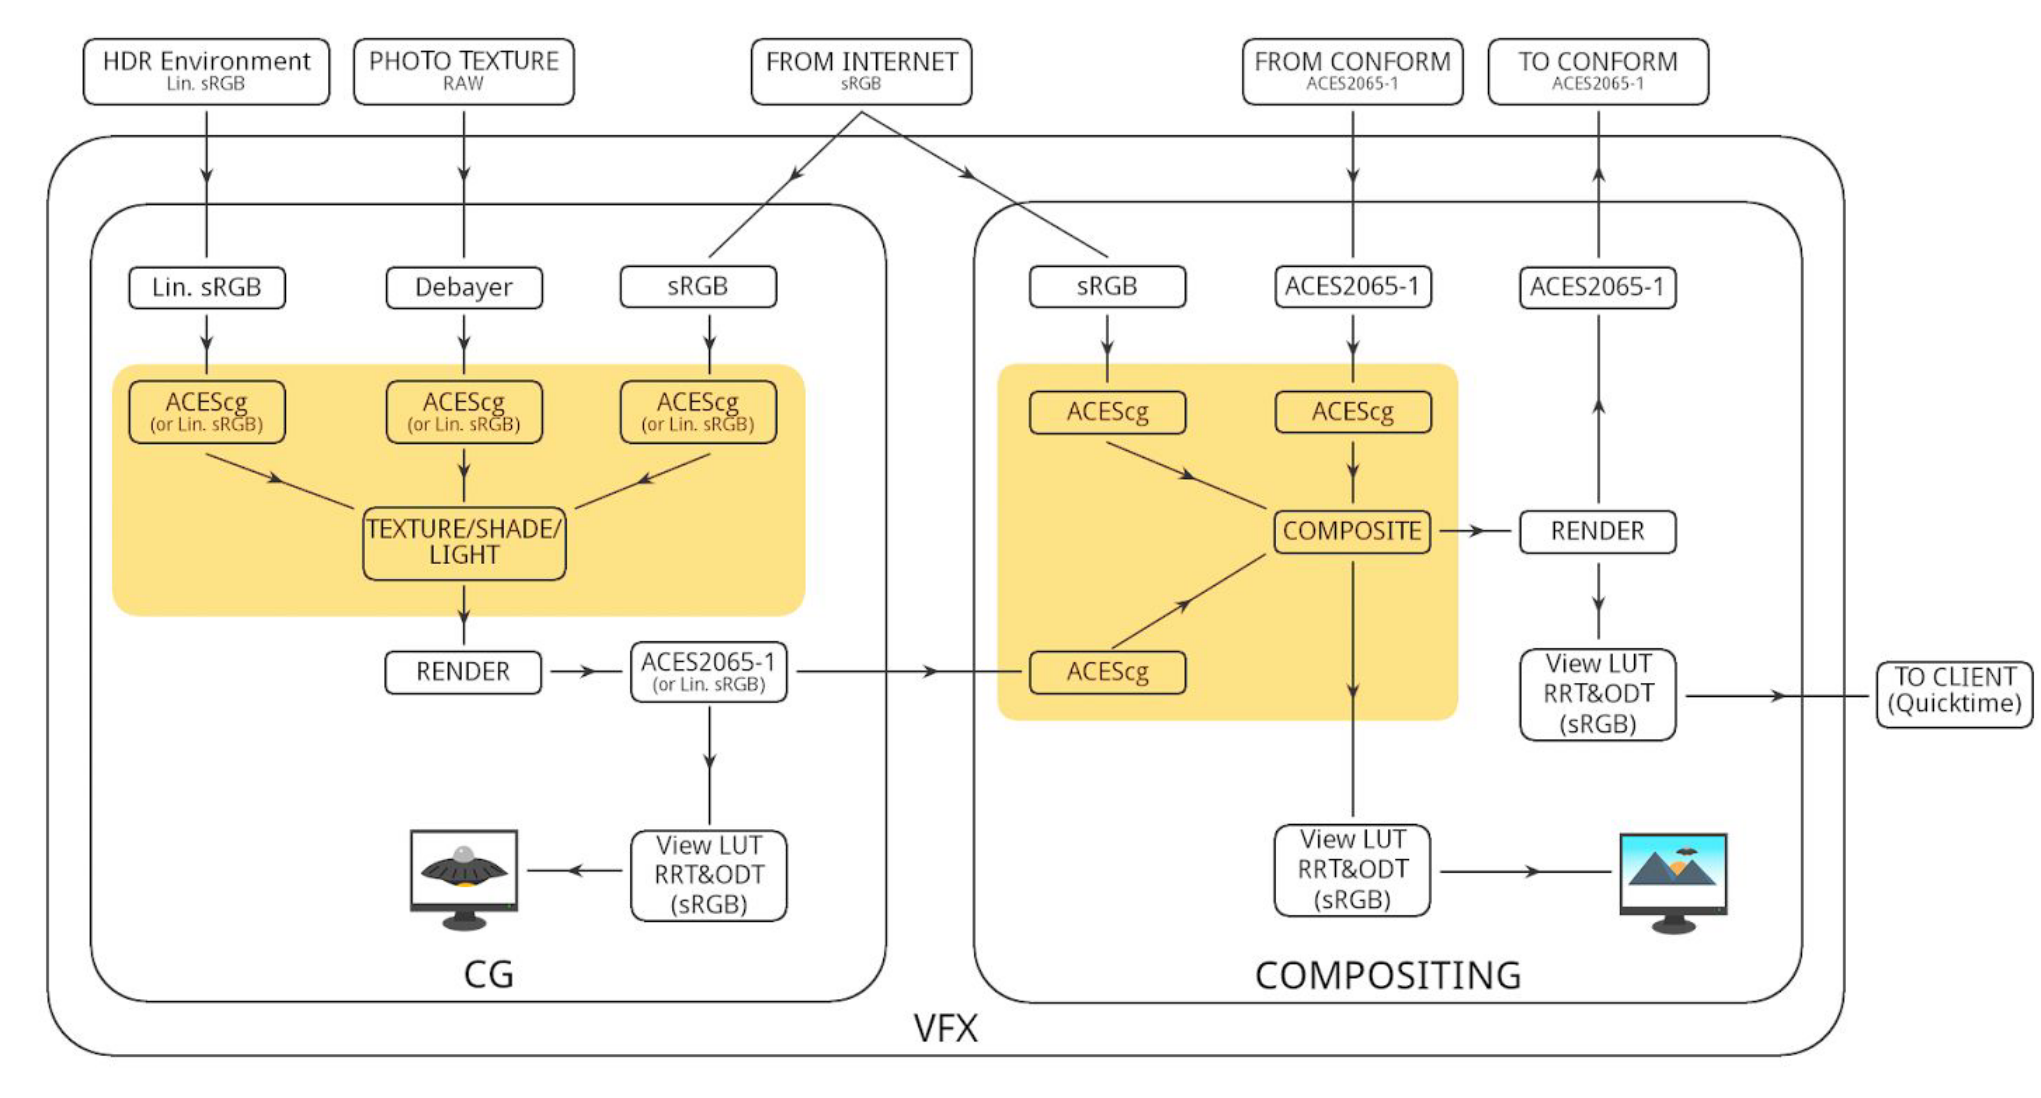 HDR Environment
Lin. sRGB
PHOTO TEXTURE
RAW
FROM INTERNET
sRGB
FROM CONFORM
ACES2065-1
TO CONFORM
ACES2065-1
Lin. sRGB
Debayer
sRGB
sRGB
ACES2065-1
ACES2065-1
ACEScg
(or Lin. sRGB)
ACEScg
(or Lin. sRGB)
ACEScg
(or Lin. sRGB)
ACEScg
ACEScg
TEXTURE/SHADE/
LIGHT
COMPOSITE
RENDER
RENDER
ACES2065-1
(or Lin. sRGB)
ACEScg
View LUT
RRT&ODT
(sRGB)
TO CLIENT
(Quicktime)
View LUT
RRT&ODT
(sRGB)
View LUT
RRT&ODT
(sRGB)
CG
COMPOSITING
VFX